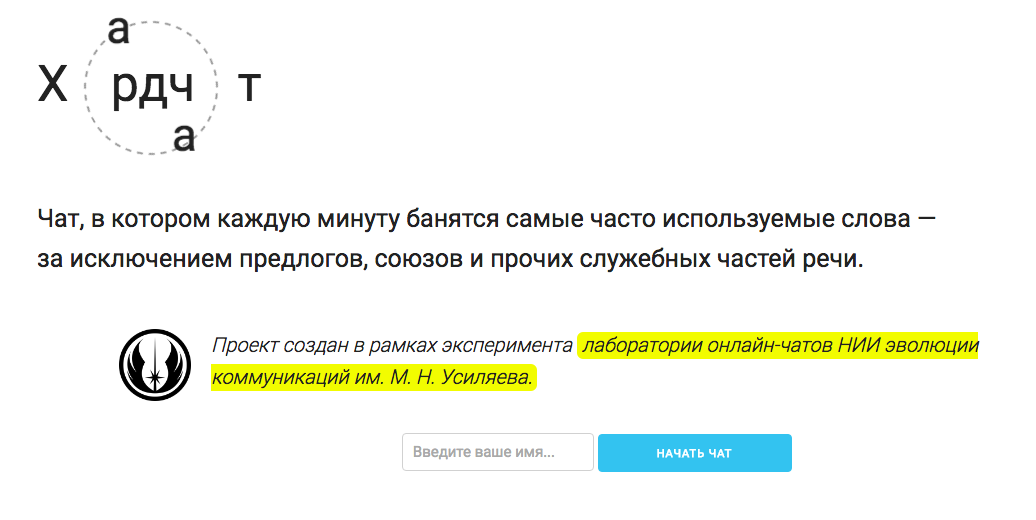 а
Х рдч т
а
Чат, в котором каждую минуту банятся самые часто используемые слова —
за исключением предлогов, союзов и прочих служебных частей речи.
Проект создан в рамках эксперимента лаборатории онлайн-чатов НИИ эволюции
коммуникаций им. М. Н. Усиляева.
Введите ваше имя... НАЧАТЬ ЧАТ